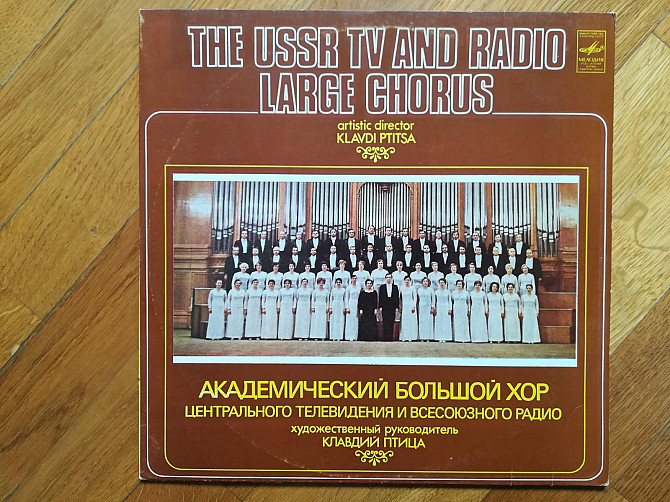 THE USSR TV AND RADIO
LARGE CHORUS
МЕЛОДИЯ
artistic director
KLAVDI PTITSA
АКАДЕМИЧЕСКИЙ БОЛЬШОЙ ХОР
ЦЕНТРАЛЬНОГО ТЕЛЕВИДЕНИЯ И ВСЕСОЮЗНОГО РАДИО
художественный руководитель
КЛАВДИЙ ПТИЦА